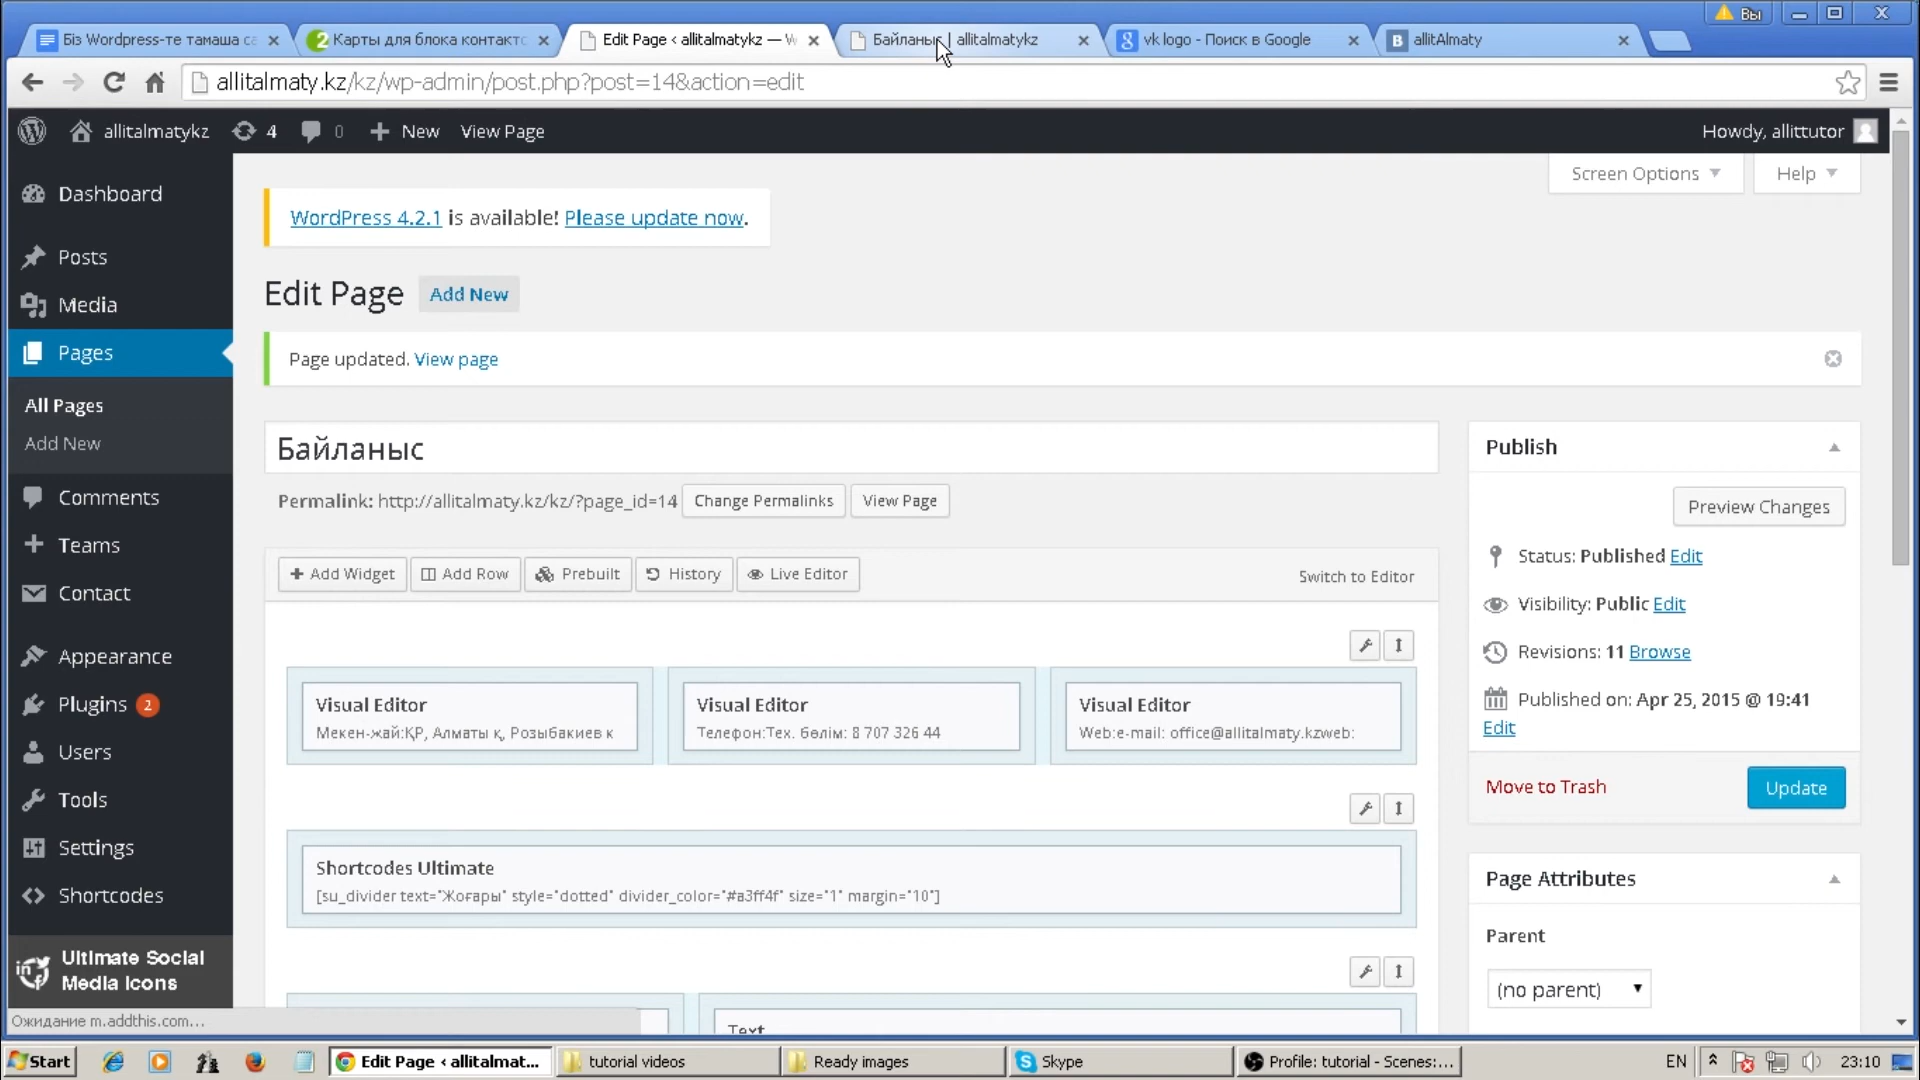 Вы
Біз Wordpress-те тамаша са
Карты для блока контактс
Edit Page ‹ allitalmatykz — W
Байланыс | allitalmatykz
vk logo - Поиск в Google
allitAlmaty
allitalmaty.kz/kz/wp-admin/post.php?post=14&action=edit
allitalmatykz
4
0
New
View Page
Howdy, allittutor
Screen Options
Help
Dashboard
Posts
Media
Pages
All Pages
Add New
Comments
Teams
Contact
Appearance
Plugins 2
Users
Tools
Settings
Shortcodes
Ultimate Social
Media Icons
WordPress 4.2.1 is available! Please update now.
Edit Page
Add New
Page updated. View page
Байланыс
Permalink: http://allitalmaty.kz/kz/?page_id=14
Change Permalinks
View Page
Add Widget
Add Row
Prebuilt
History
Live Editor
Switch to Editor
Visual Editor
Мекен-жай:ҚР, Алматы қ, Розыбакиев к
Visual Editor
Телефон:Тех. бөлім: 8 707 326 44
Visual Editor
Web:e-mail: office@allitalmaty.kzweb:
Shortcodes Ultimate
[su_divider text="Жоғары" style="dotted" divider_color="#a3ff4f" size="1" margin="10"]
Text
Publish
Preview Changes
Status: Published Edit
Visibility: Public Edit
Revisions: 11 Browse
Published on: Apr 25, 2015 @ 19:41
Edit
Move to Trash
Update
Page Attributes
Parent
(no parent)
Ожидание m.addthis.com...
Start
Edit Page ‹ allitalmat...
tutorial videos
Ready images
Skype
Profile: tutorial - Scenes:...
EN
23:10